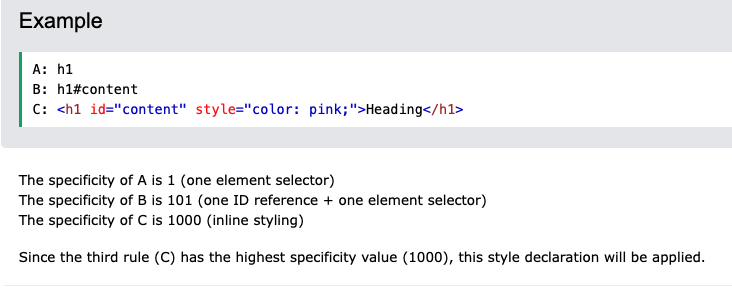 Example
A: h1
B: h1#content
C: <h1 id="content" style="color: pink;">Heading</h1>
The specificity of A is 1 (one element selector)
The specificity of B is 101 (one ID reference + one element selector)
The specificity of C is 1000 (inline styling)
Since the third rule (C) has the highest specificity value (1000), this style declaration will be applied.